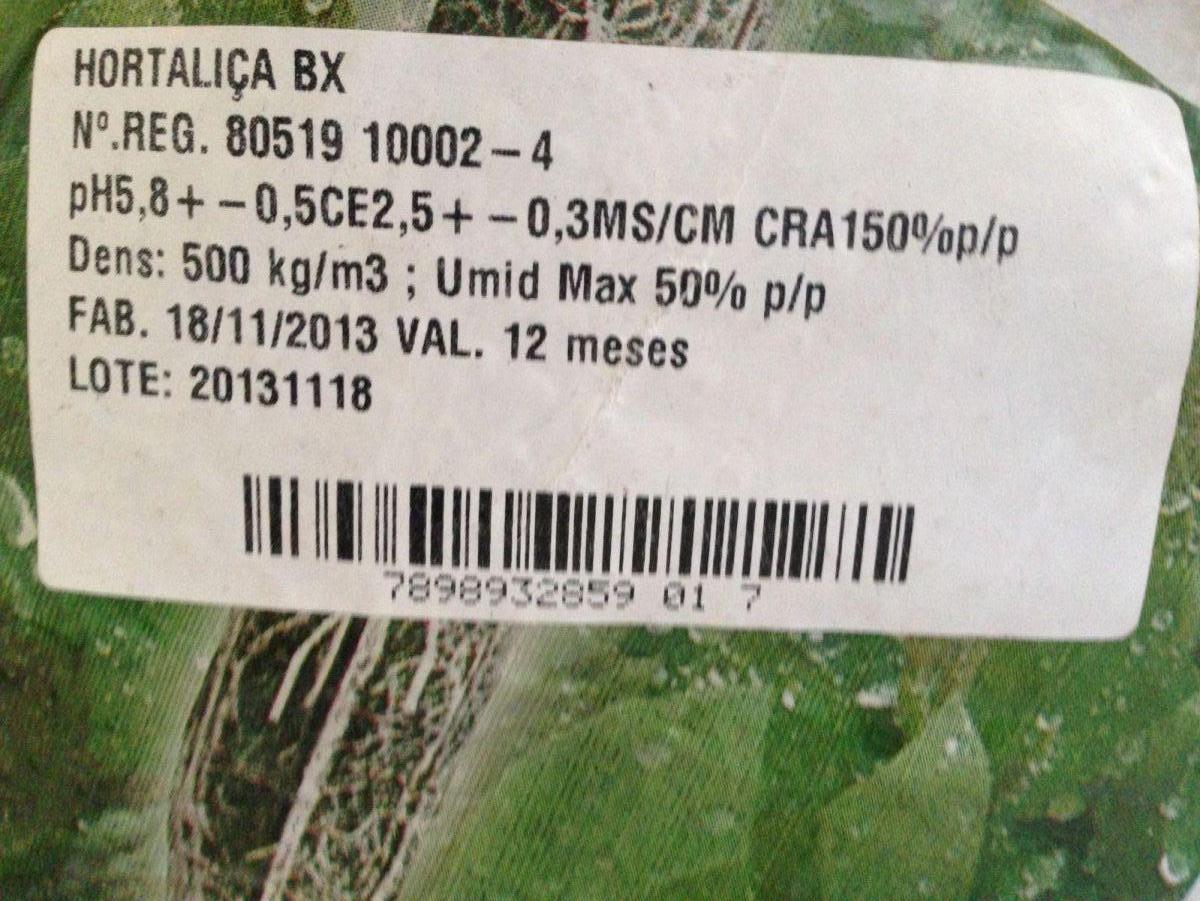 HORTALIÇA BX
Nº.REG. 80519 10002-4
pH5,8+-0,5CE2,5+-0,3MS/CM CRA150%p/p
Dens: 500 kg/m3 ; Umid Max 50% p/p
FAB. 18/11/2013 VAL. 12 meses
LOTE: 20131118
7898932859 01 7